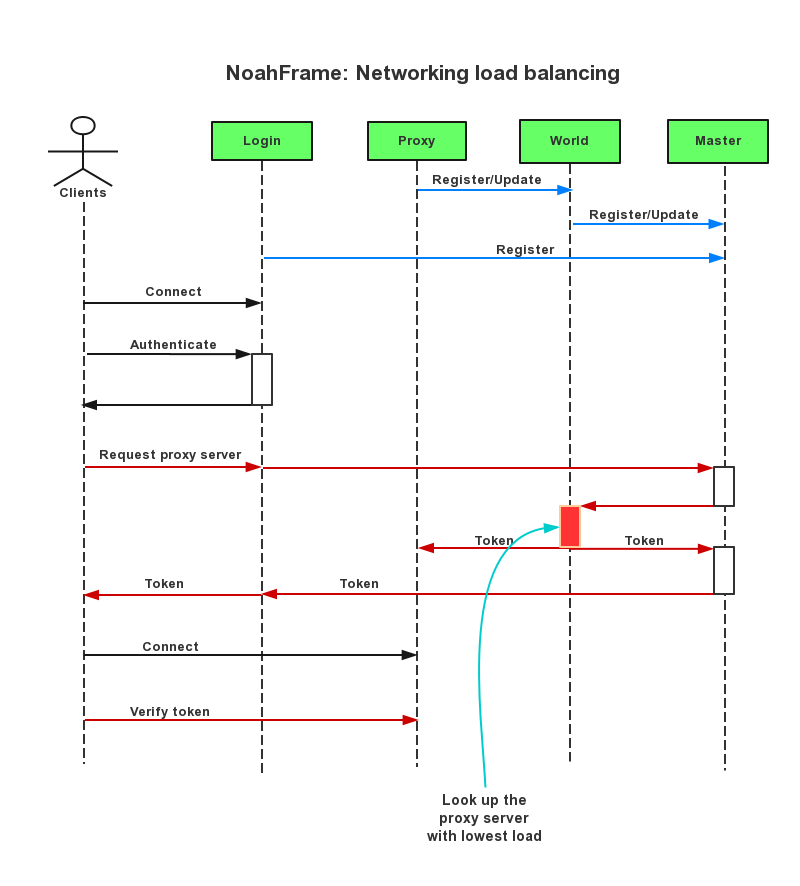 NoahFrame: Networking load balancing
Login
Proxy
World
Master
Clients
Register/Update
Register/Update
Register
Connect
Authenticate
Request proxy server
Token
Token
Token
Token
Connect
Verify token
Look up the
proxy server
with lowest load